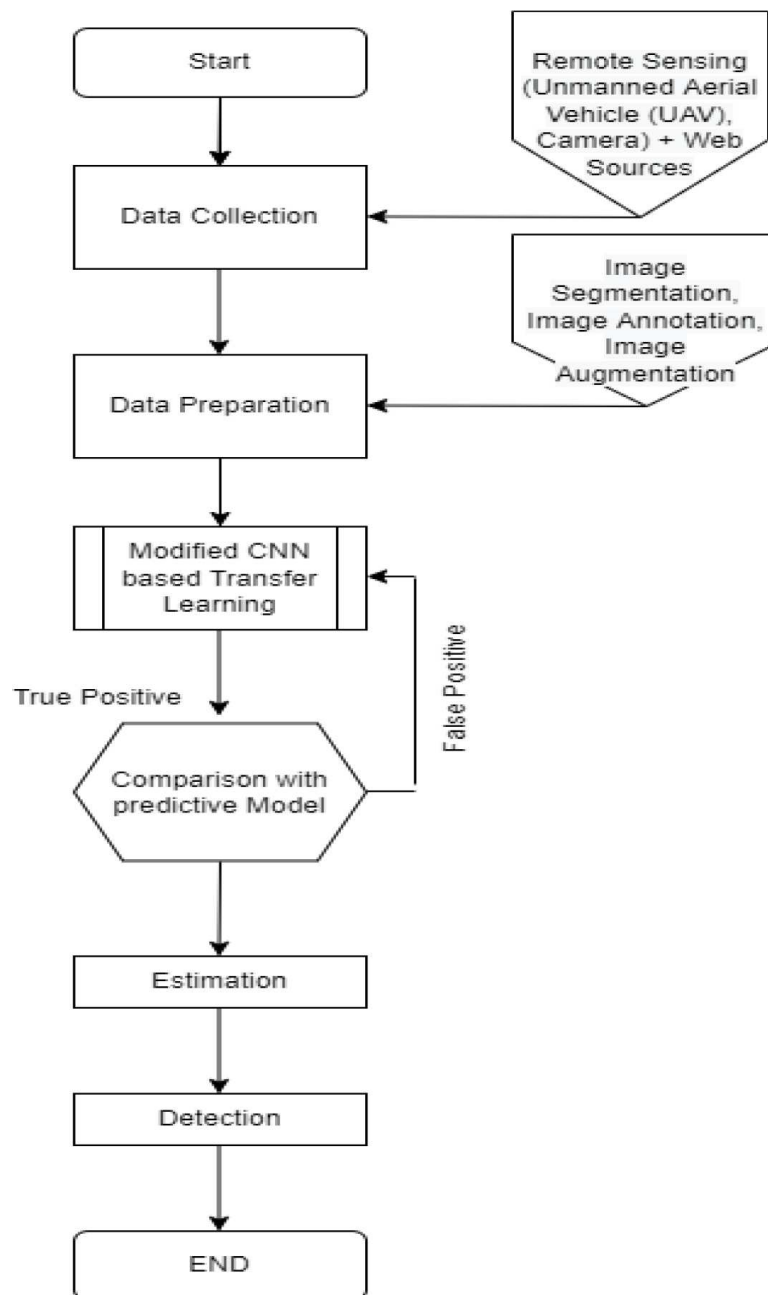 Start
Remote Sensing
(Unmanned Aerial
Vehicle (UAV),
Camera) + Web
Sources
Data Collection
Image
Segmentation,
Image Annotation,
Image
Augmentation
Data Preparation
Modified CNN
based Transfer
Learning
True Positive
False Positive
Comparison with
predictive Model
Estimation
Detection
END